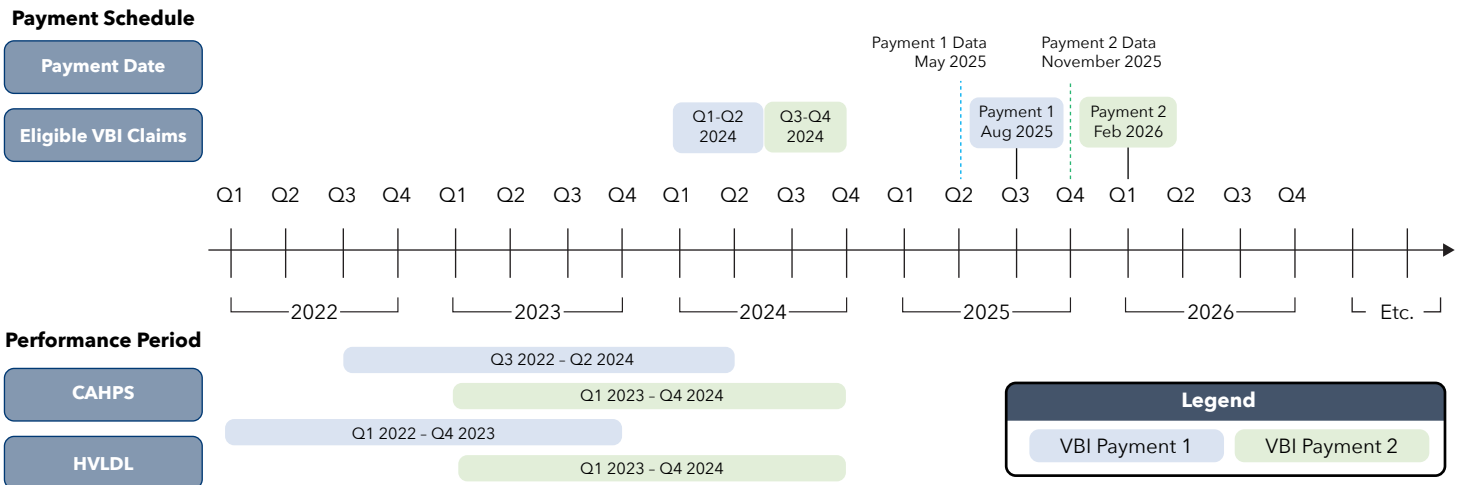 Payment Schedule
Payment Date
Payment 1 Data
May 2025
Payment 2 Data
November 2025
Eligible VBI Claims
Q1-Q2
2024
Q3-Q4
2024
Payment 1
Aug 2025
Payment 2
Feb 2026
Q1 Q2 Q3 Q4 Q1 Q2 Q3 Q4 Q1 Q2 Q3 Q4 Q1 Q2 Q3 Q4 Q1 Q2 Q3 Q4
2022 2023 2024 2025 2026 Etc.
Performance Period
CAHPS
Q3 2022 – Q2 2024
Q1 2023 – Q4 2024
HVLDL
Q1 2022 – Q4 2023
Q1 2023 – Q4 2024
Legend
VBI Payment 1
VBI Payment 2